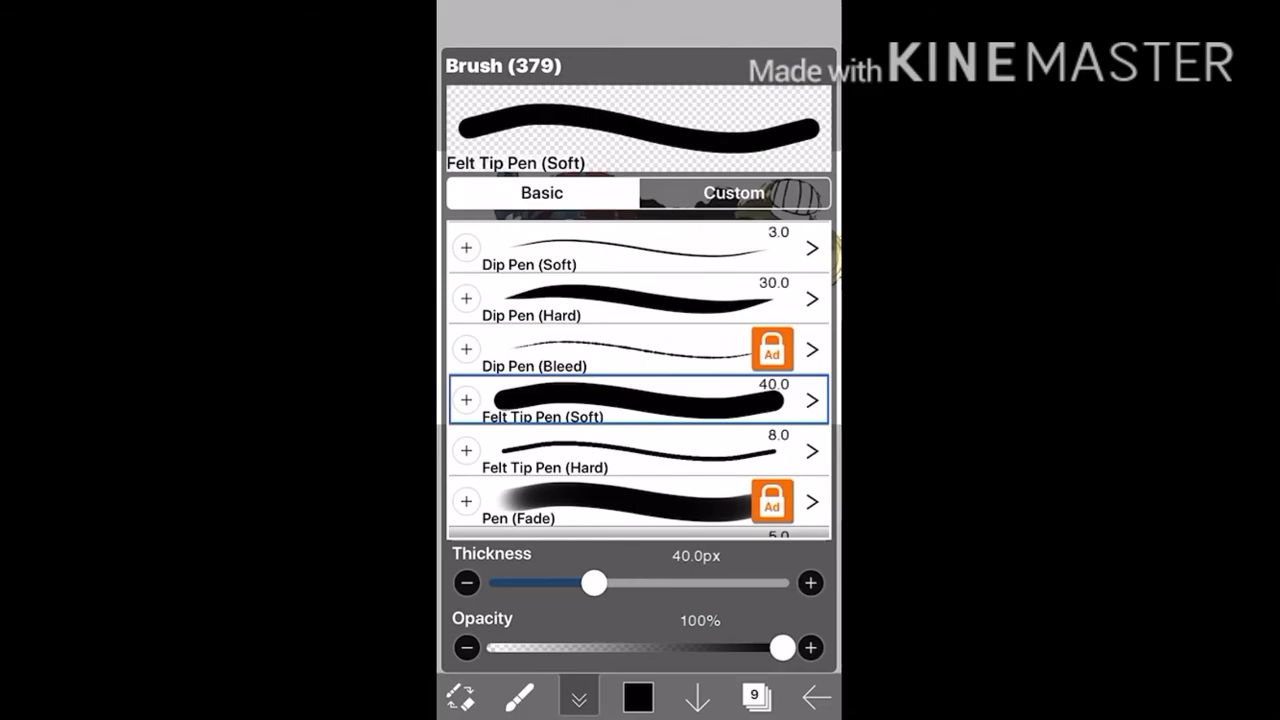 Brush (379)
Made with KINEMASTER
Felt Tip Pen (Soft)
Basic
Custom
3.0
Dip Pen (Soft)
30.0
Dip Pen (Hard)
Dip Pen (Bleed)
Ad
40.0
Felt Tip Pen (Soft)
8.0
Felt Tip Pen (Hard)
Pen (Fade)
Ad
5.0
Thickness
40.0px
Opacity
100%
9